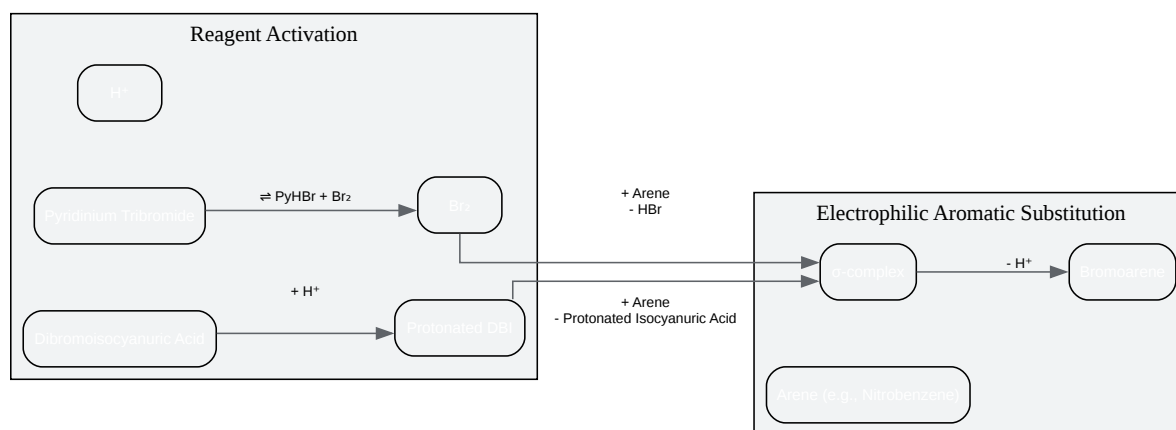 Reagent Activation
H⁺
Pyridinium Tribromide
⇌ PyHBr + Br₂
Br₂
+ H⁺
Dibromoisocyanuric Acid
Protonated DBI
+ Arene
- HBr
+ Arene
- Protonated Isocyanuric Acid
Electrophilic Aromatic Substitution
σ-complex
- H⁺
Bromoarene
Arene (e.g., Nitrobenzene)